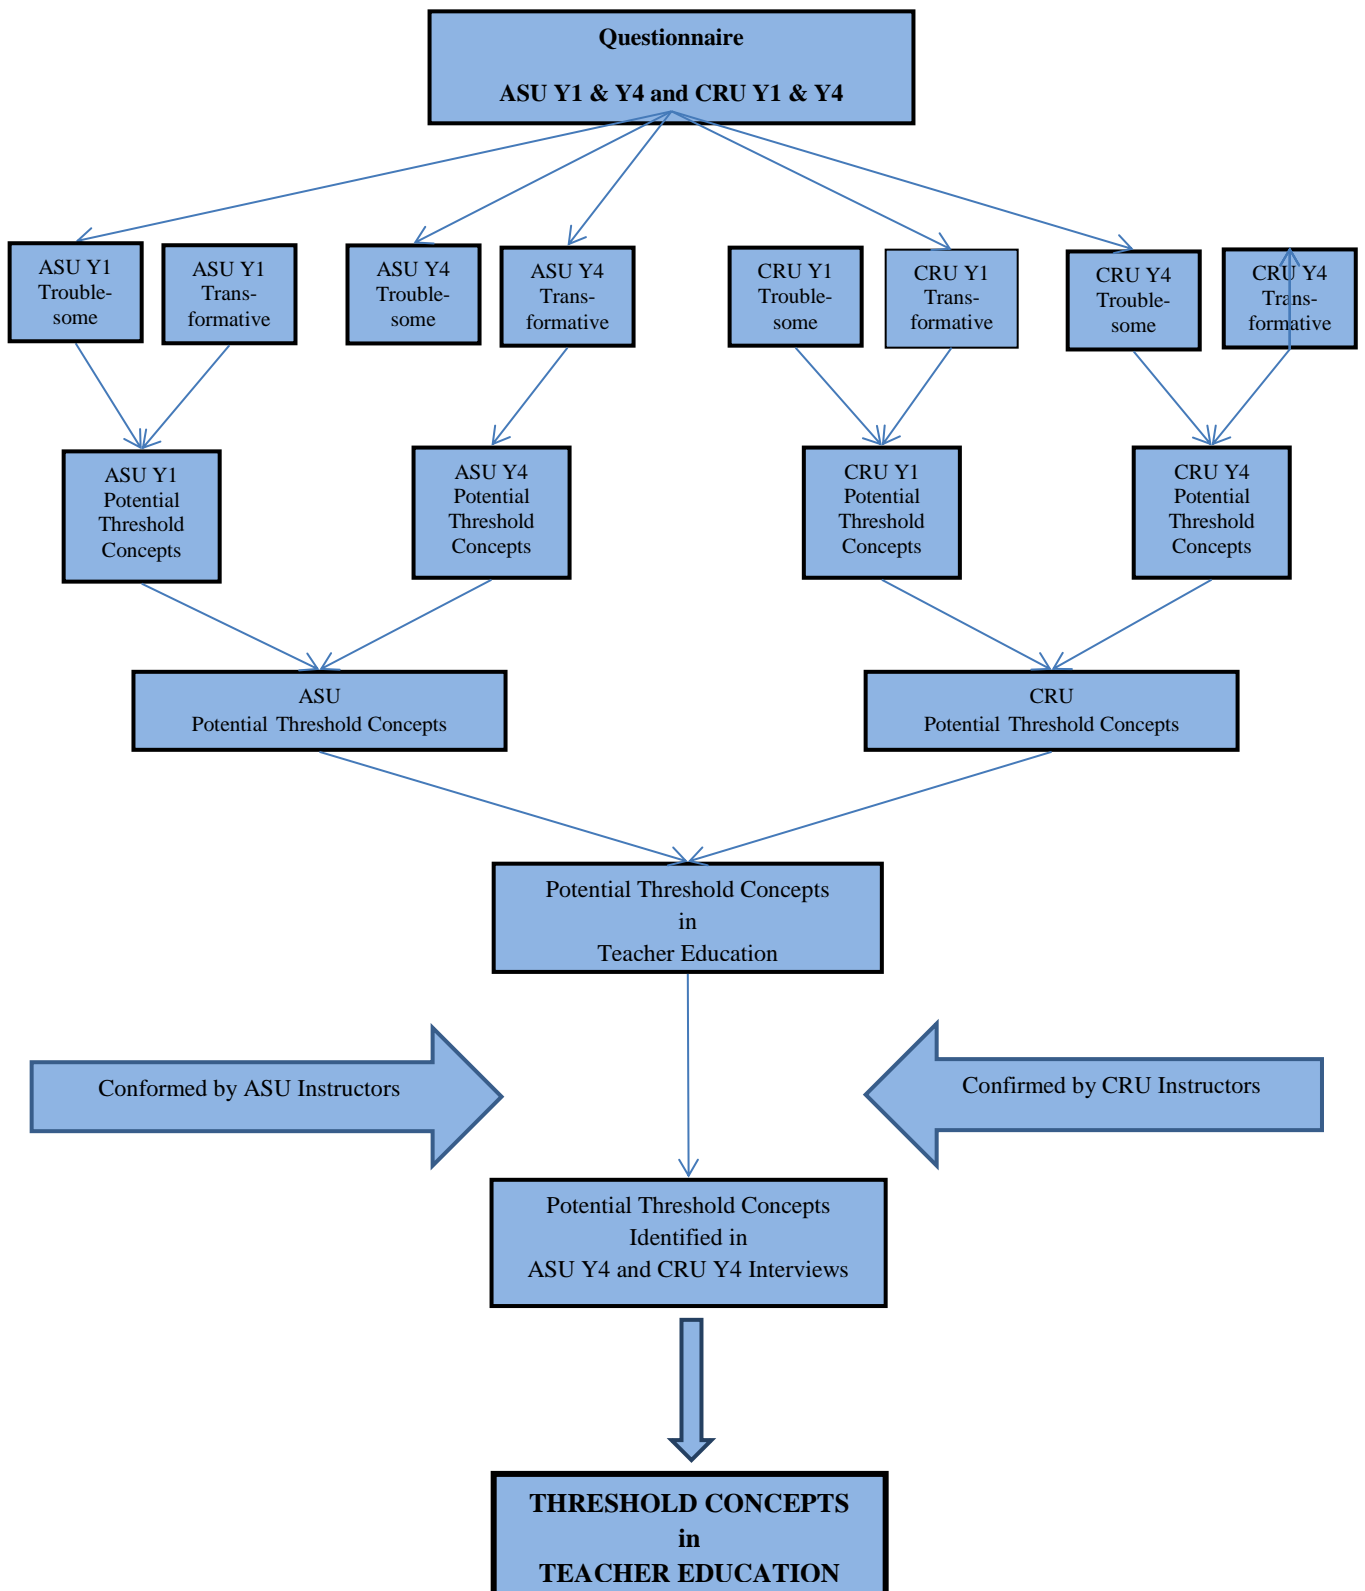 Questionnaire
ASU Y1 & Y4 and CRU Y1 & Y4
ASU Y1
Trouble-
some
ASU Y1
Trans-
formative
ASU Y4
Trouble-
some
ASU Y4
Trans-
formative
CRU Y1
Trouble-
some
CRU Y1
Trans-
formative
CRU Y4
Trouble-
some
CRU Y4
Trans-
formative
ASU Y1
Potential
Threshold
Concepts
ASU Y4
Potential
Threshold
Concepts
CRU Y1
Potential
Threshold
Concepts
CRU Y4
Potential
Threshold
Concepts
ASU
Potential Threshold Concepts
CRU
Potential Threshold Concepts
Potential Threshold Concepts
in
Teacher Education
Conformed by ASU Instructors
Confirmed by CRU Instructors
Potential Threshold Concepts
Identified in
ASU Y4 and CRU Y4 Interviews
THRESHOLD CONCEPTS
in
TEACHER EDUCATION